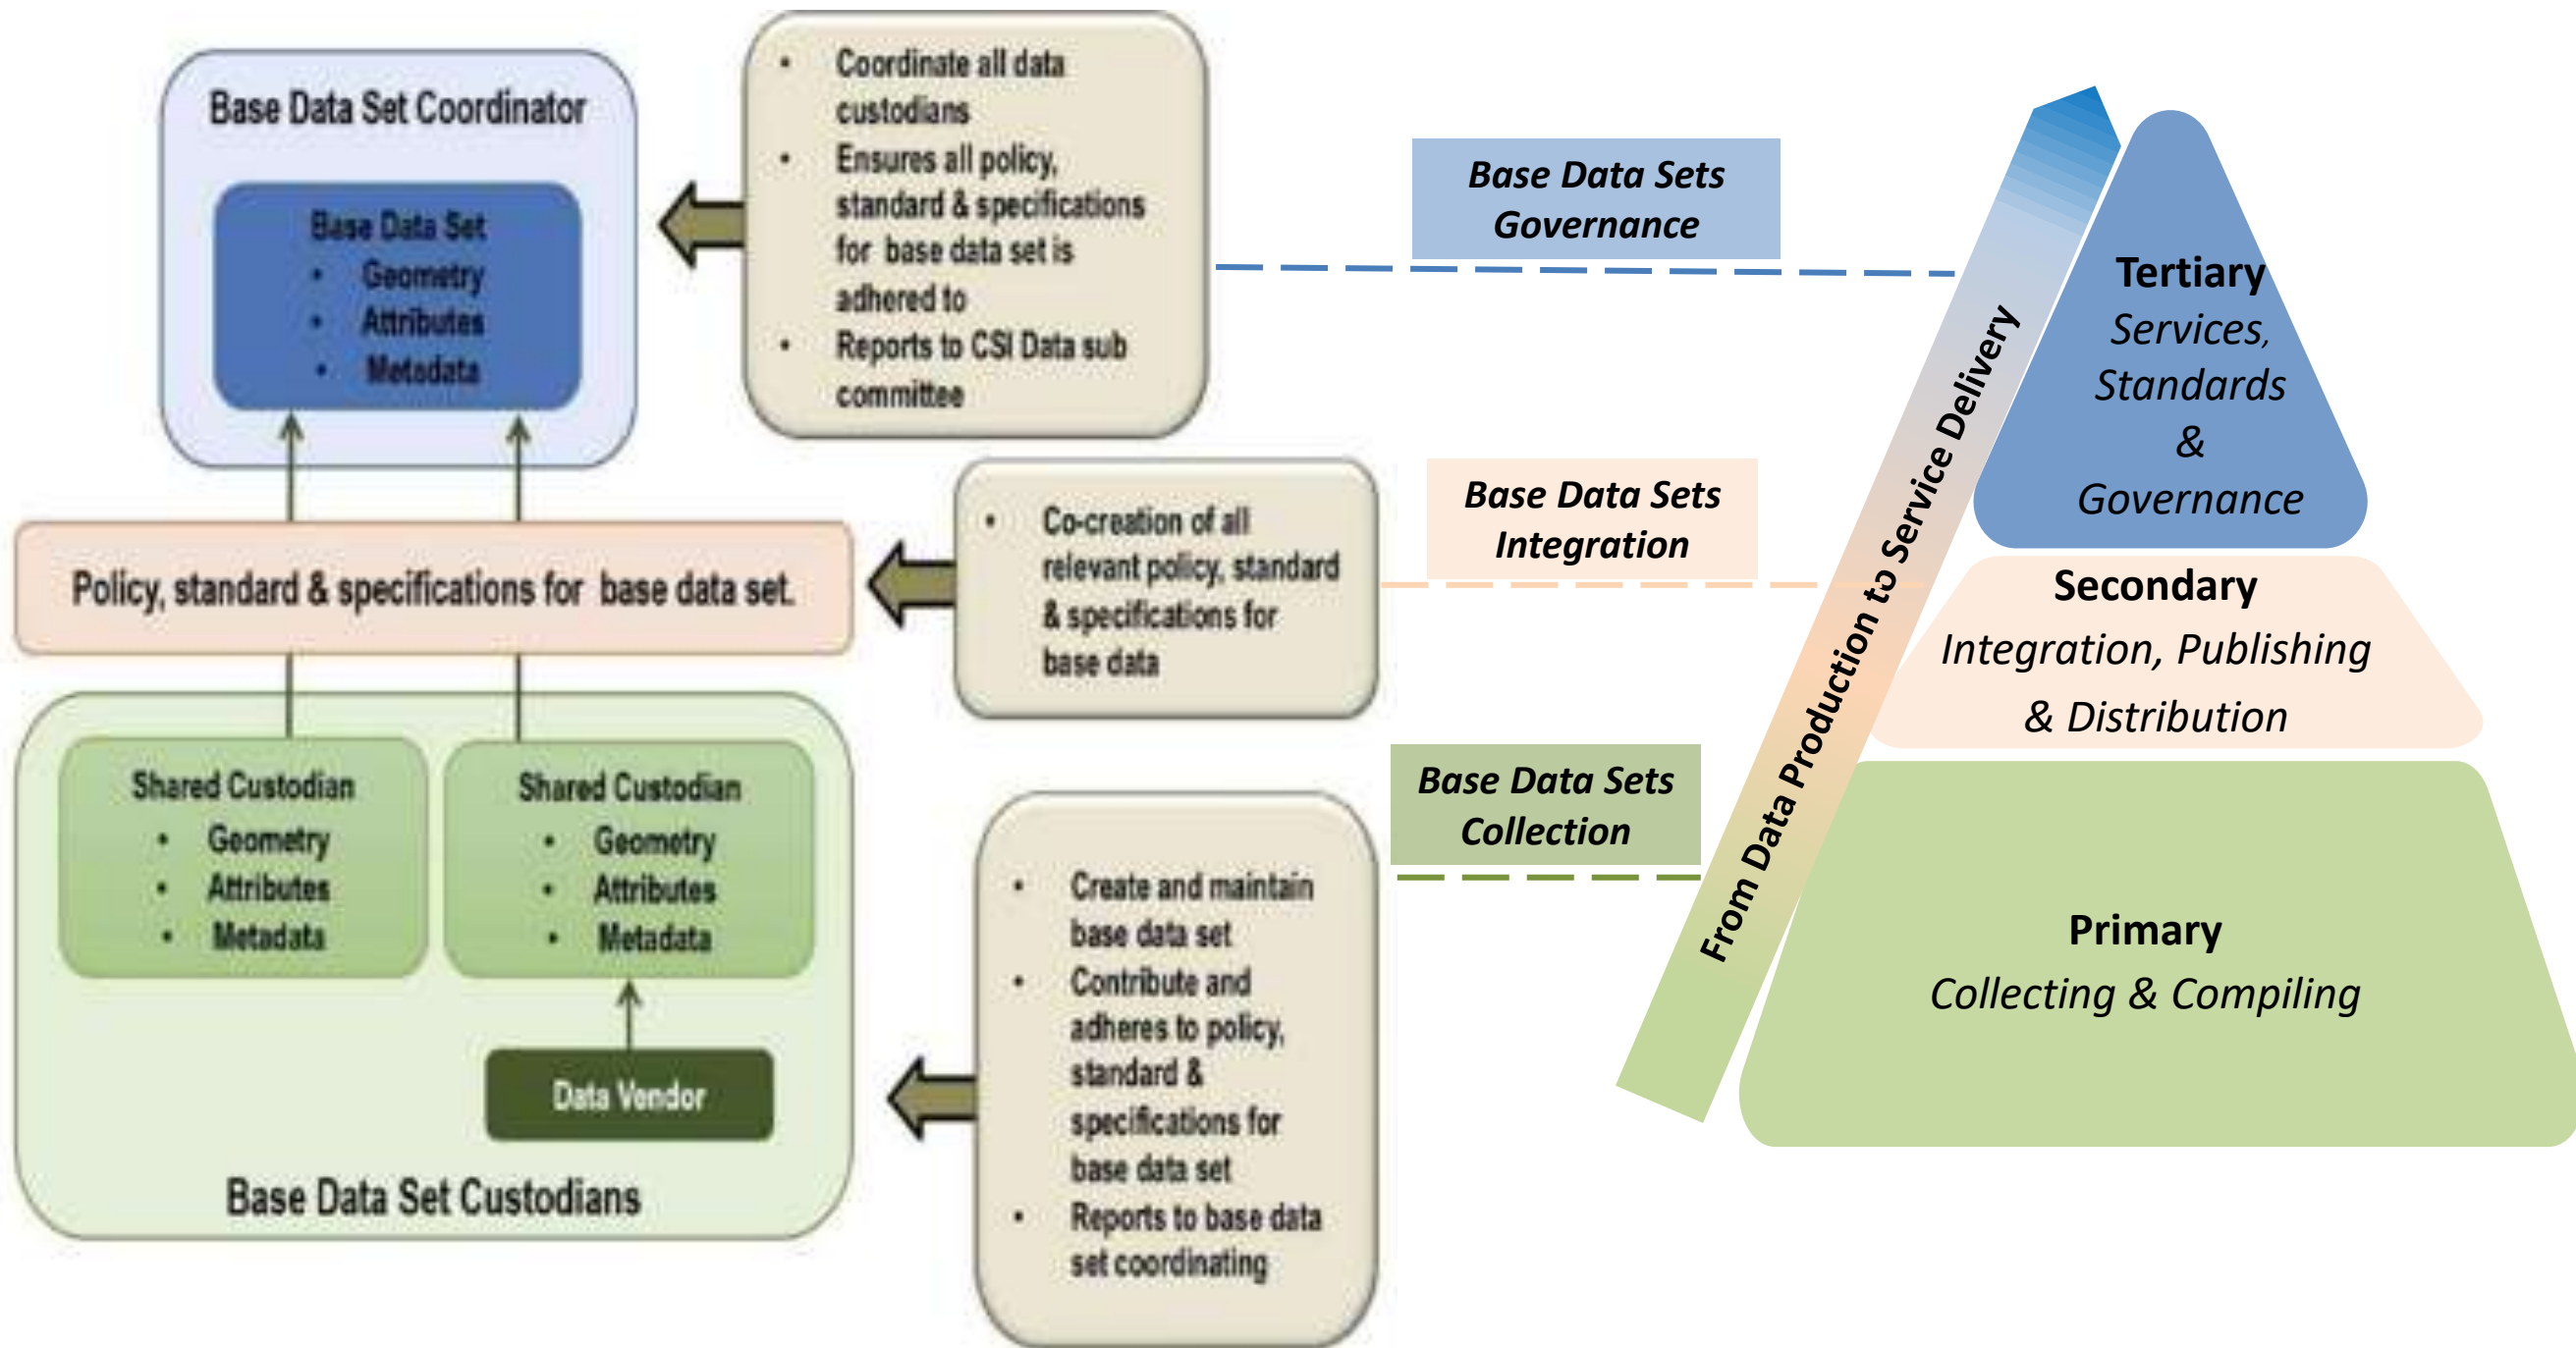 Base Data Set Coordinator
Base Data Set
• Geometry
• Attributes
• Metadata
• Coordinate all data
custodians
• Ensures all policy,
standard & specifications
for base data set is
adhered to
• Reports to CSI Data sub
committee
Policy, standard & specifications for base data set.
• Co-creation of all
relevant policy, standard
& specifications for
base data
Shared Custodian
• Geometry
• Attributes
• Metadata
Shared Custodian
• Geometry
• Attributes
• Metadata
Data Vendor
Base Data Set Custodians
• Create and maintain
base data set
• Contribute and
adheres to policy,
standard &
specifications for
base data set
• Reports to base data
set coordinating
Base Data Sets
Governance
Base Data Sets
Integration
Base Data Sets
Collection
From Data Production to Service Delivery
Tertiary
Services,
Standards
&
Governance
Secondary
Integration, Publishing
& Distribution
Primary
Collecting & Compiling